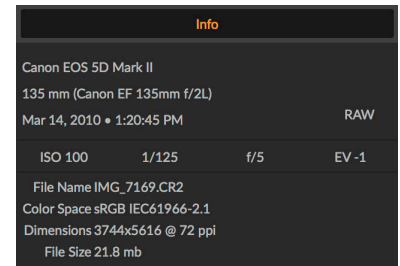 Info
Canon EOS 5D Mark II
135 mm (Canon EF 135mm f/2L)
Mar 14, 2010 • 1:20:45 PM
RAW
ISO 100 1/125 f/5 EV -1
File Name IMG_7169.CR2
Color Space sRGB IEC61966-2.1
Dimensions 3744x5616 @ 72 ppi
File Size 21.8 mb